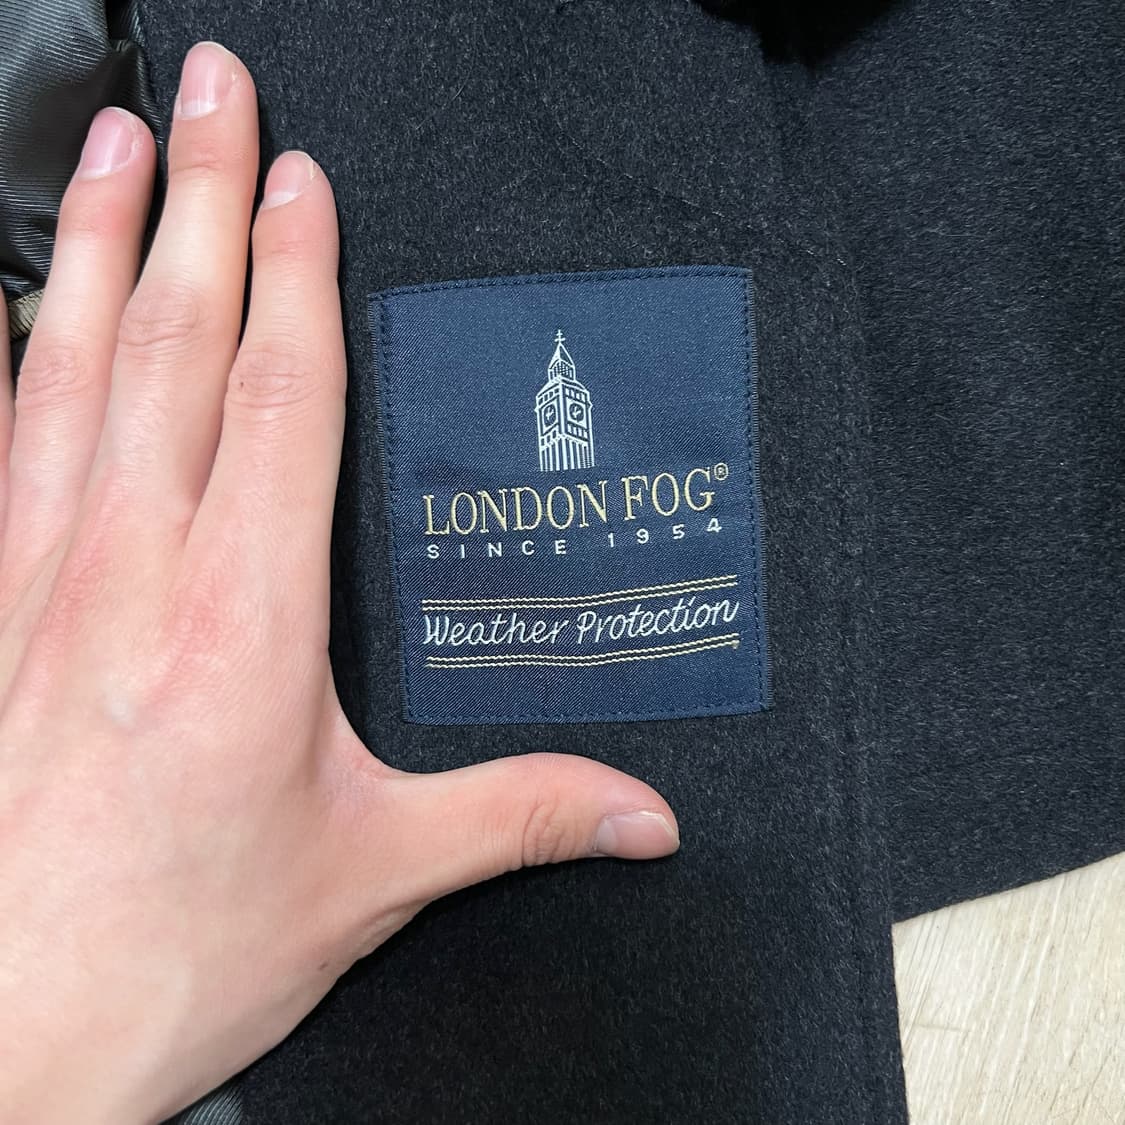 LONDON FOG®
SINCE 1954
Weather Protection